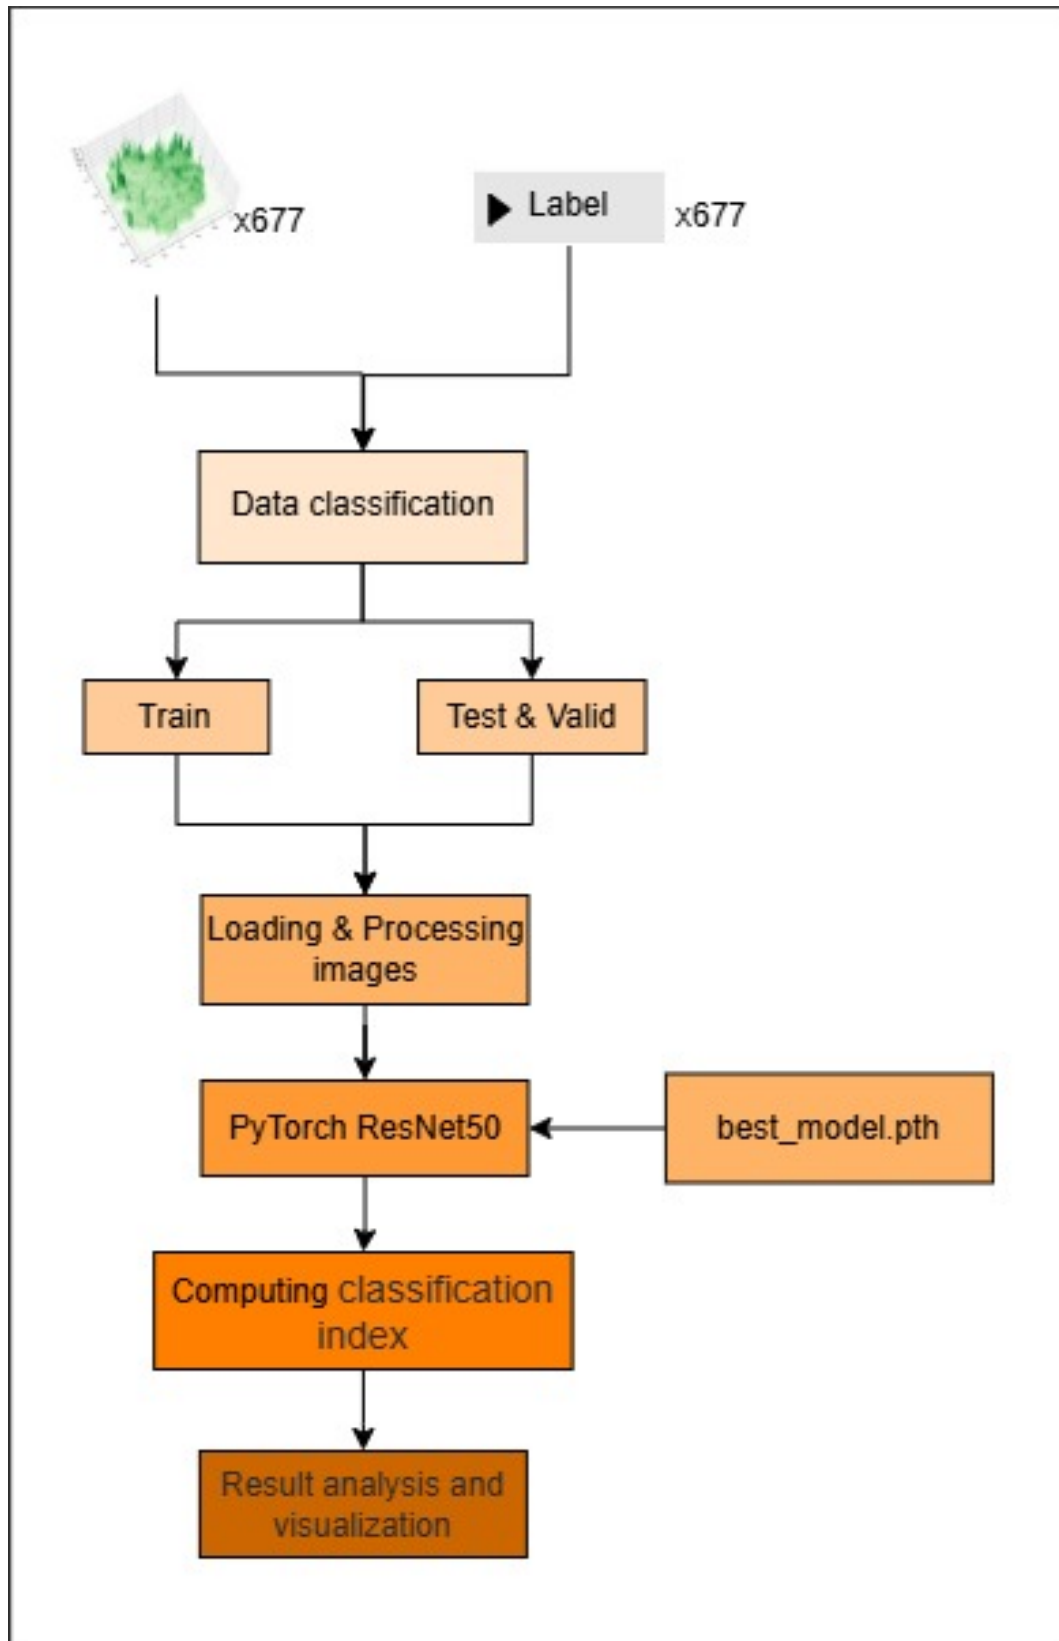 x677
Label
x677
Data classification
Train
Test & Valid
Loading & Processing
images
PyTorch ResNet50
best_model.pth
Computing classification
index
Result analysis and
visualization